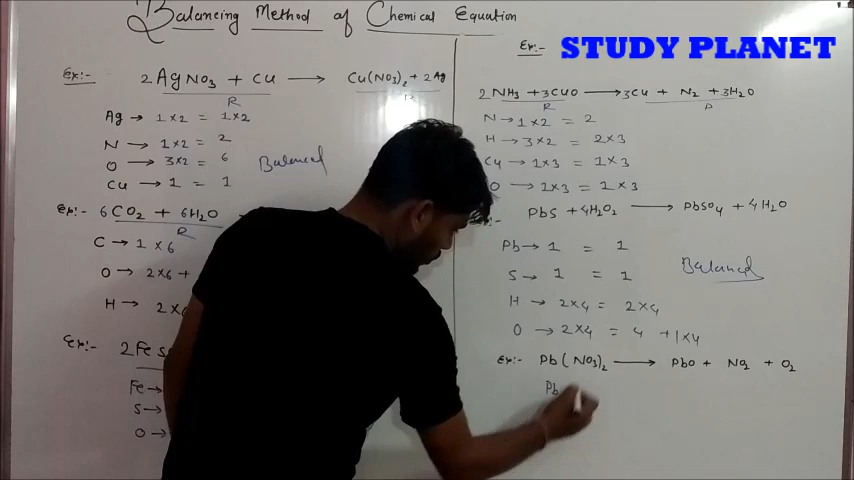 Balancing Method of Chemical Equation
Ex:- 2AgNO₃ + Cu ⟶ Cu(NO₃)₂ + 2Ag
R
Ag → 1×2 = 1×2
N → 1×2 = 2
O → 3×2 = 6
Cu → 1 = 1
Balanced
Ex:- 6CO₂ + 6H₂O
R
C → 1×6
O → 2×6 +
H → 2×
Ex:- 2Fe
Fe →
S →
O →
Ex:- STUDY PLANET
2NH₃ + 3CuO ⟶ 3Cu + N₂ + 3H₂O
R P
N → 1×2 = 2
H → 3×2 = 2×3
Cu → 1×3 = 1×3
O → 1×3 = 1×3
PbS + 4H₂O₂ ⟶ PbSO₄ + 4H₂O
Pb → 1 = 1
S → 1 = 1
Balanced
H → 2×4 = 2×4
O → 2×4 = 4 + 1×4
Ex:- Pb(NO₃)₂ ⟶ PbO + NO₂ + O₂
Pb